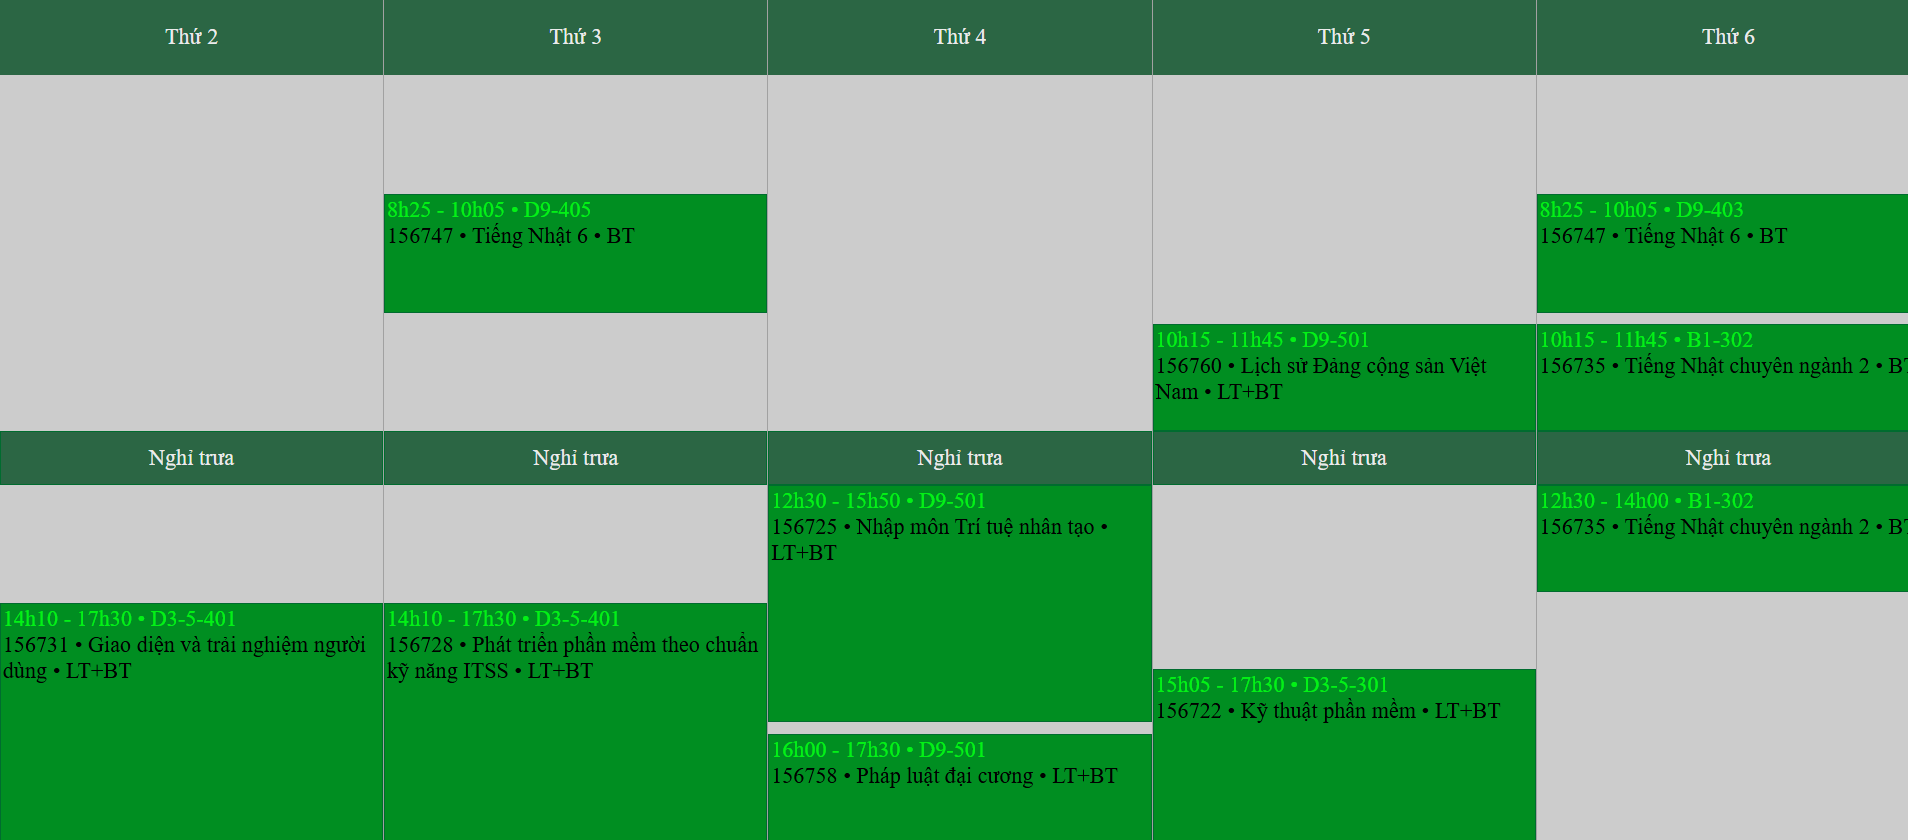 Thứ 2
Thứ 3
Thứ 4
Thứ 5
Thứ 6
8h25 - 10h05 • D9-405
156747 • Tiếng Nhật 6 • BT
8h25 - 10h05 • D9-403
156747 • Tiếng Nhật 6 • BT
10h15 - 11h45 • D9-501
156760 • Lịch sử Đảng cộng sản Việt
Nam • LT+BT
10h15 - 11h45 • B1-302
156735 • Tiếng Nhật chuyên ngành 2 • BT
Nghỉ trưa
Nghỉ trưa
Nghỉ trưa
Nghỉ trưa
Nghỉ trưa
12h30 - 15h50 • D9-501
156725 • Nhập môn Trí tuệ nhân tạo •
LT+BT
12h30 - 14h00 • B1-302
156735 • Tiếng Nhật chuyên ngành 2 • BT
14h10 - 17h30 • D3-5-401
156731 • Giao diện và trải nghiệm người
dùng • LT+BT
14h10 - 17h30 • D3-5-401
156728 • Phát triển phần mềm theo chuẩn
kỹ năng ITSS • LT+BT
15h05 - 17h30 • D3-5-301
156722 • Kỹ thuật phần mềm • LT+BT
16h00 - 17h30 • D9-501
156758 • Pháp luật đại cương • LT+BT